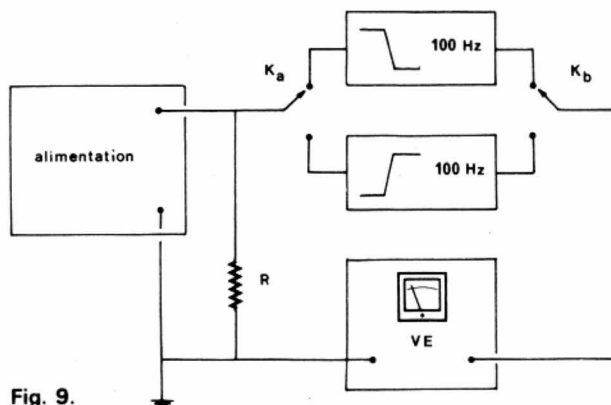 100 Hz
Ka
Kb
alimentation
100 Hz
R
VE
Fig. 9.